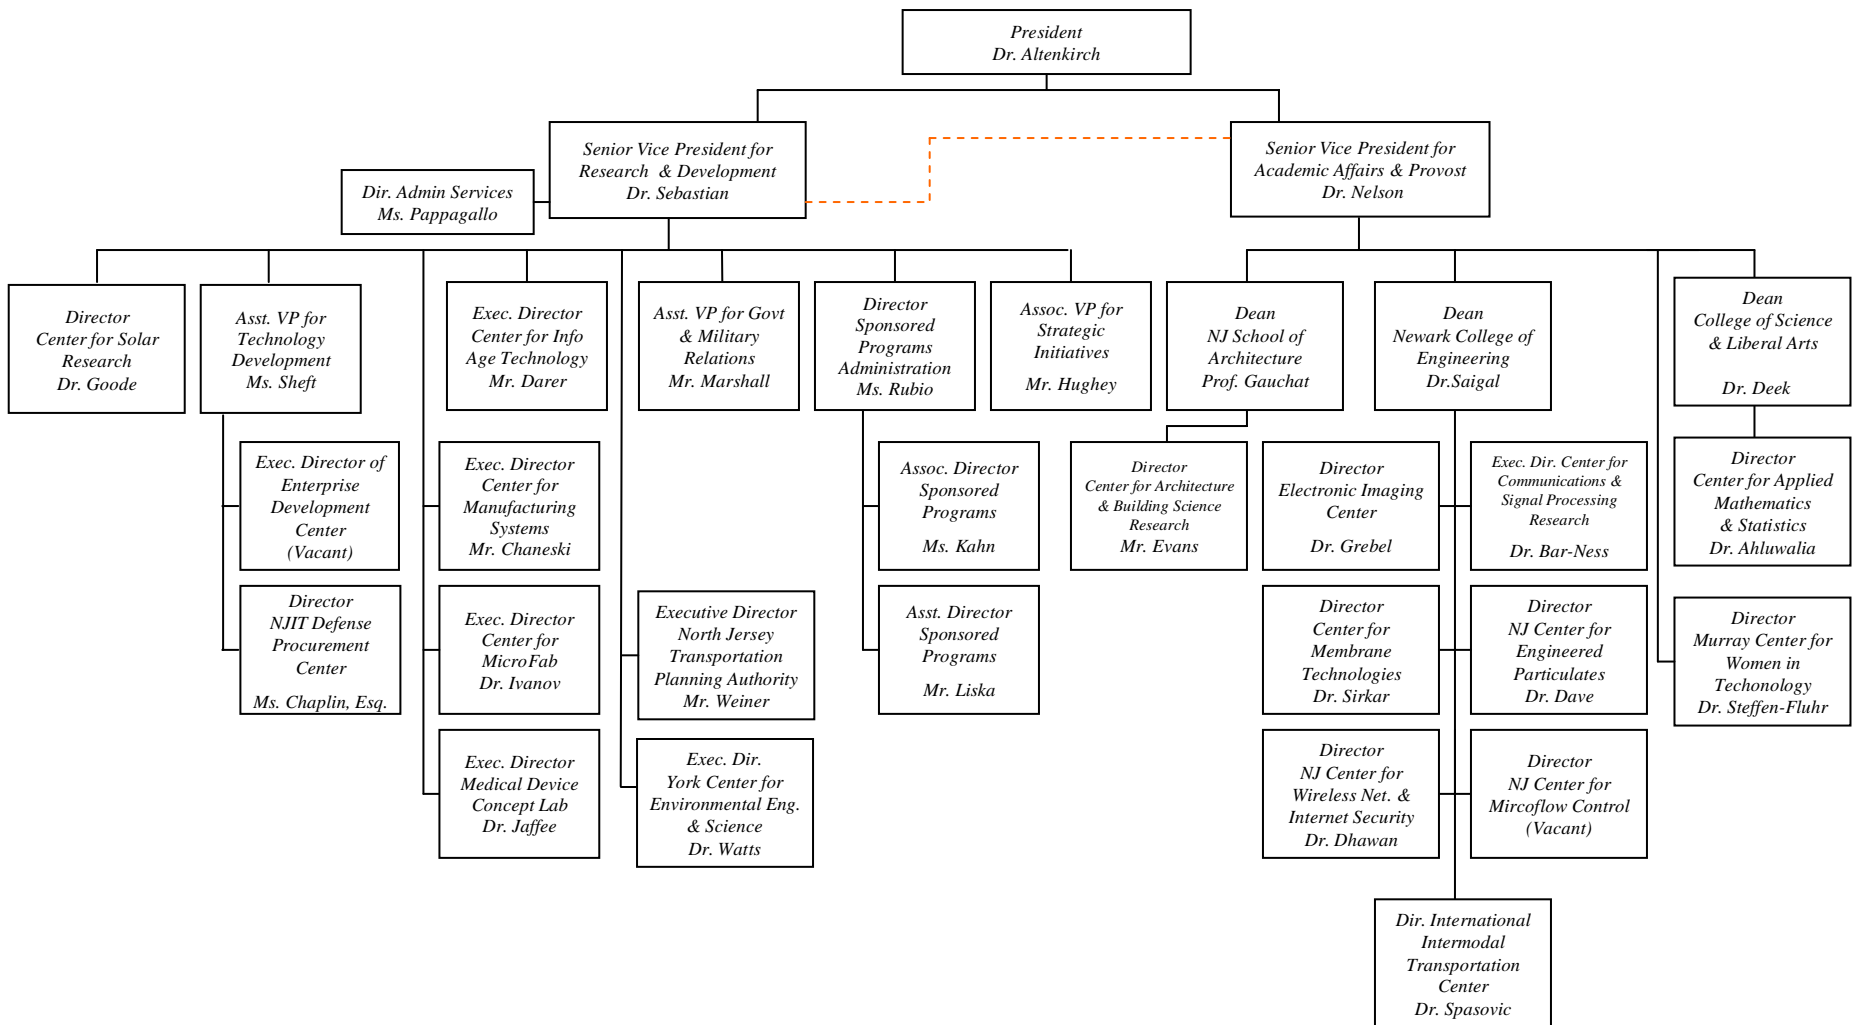 President
Dr. Altenkirch
Senior Vice President for
Research & Development
Dr. Sebastian
Senior Vice President for
Academic Affairs & Provost
Dr. Nelson
Dir. Admin Services
Ms. Pappagallo
Director
Center for Solar
Research
Dr. Goode
Asst. VP for
Technology
Development
Ms. Sheft
Exec. Director
Center for Info
Age Technology
Mr. Darer
Asst. VP for Govt
& Military
Relations
Mr. Marshall
Director
Sponsored
Programs
Administration
Ms. Rubio
Assoc. VP for
Strategic
Initiatives
Mr. Hughey
Dean
NJ School of
Architecture
Prof. Gauchat
Dean
Newark College of
Engineering
Dr.Saigal
Dean
College of Science
& Liberal Arts
Dr. Deek
Exec. Director of
Enterprise
Development
Center
(Vacant)
Exec. Director
Center for
Manufacturing
Systems
Mr. Chaneski
Assoc. Director
Sponsored
Programs
Ms. Kahn
Director
Center for Architecture
& Building Science
Research
Mr. Evans
Director
Electronic Imaging
Center
Dr. Grebel
Exec. Dir. Center for
Communications &
Signal Processing
Research
Dr. Bar-Ness
Director
Center for Applied
Mathematics
& Statistics
Dr. Ahluwalia
Director
NJIT Defense
Procurement
Center
Ms. Chaplin, Esq.
Exec. Director
Center for
MicroFab
Dr. Ivanov
Executive Director
North Jersey
Transportation
Planning Authority
Mr. Weiner
Asst. Director
Sponsored
Programs
Mr. Liska
Director
Center for
Membrane
Technologies
Dr. Sirkar
Director
NJ Center for
Engineered
Particulates
Dr. Dave
Director
Murray Center for
Women in
Techonology
Dr. Steffen-Fluhr
Exec. Director
Medical Device
Concept Lab
Dr. Jaffee
Exec. Dir.
York Center for
Environmental Eng.
& Science
Dr. Watts
Director
NJ Center for
Wireless Net. &
Internet Security
Dr. Dhawan
Director
NJ Center for
Mircoflow Control
(Vacant)
Dir. International
Intermodal
Transportation
Center
Dr. Spasovic